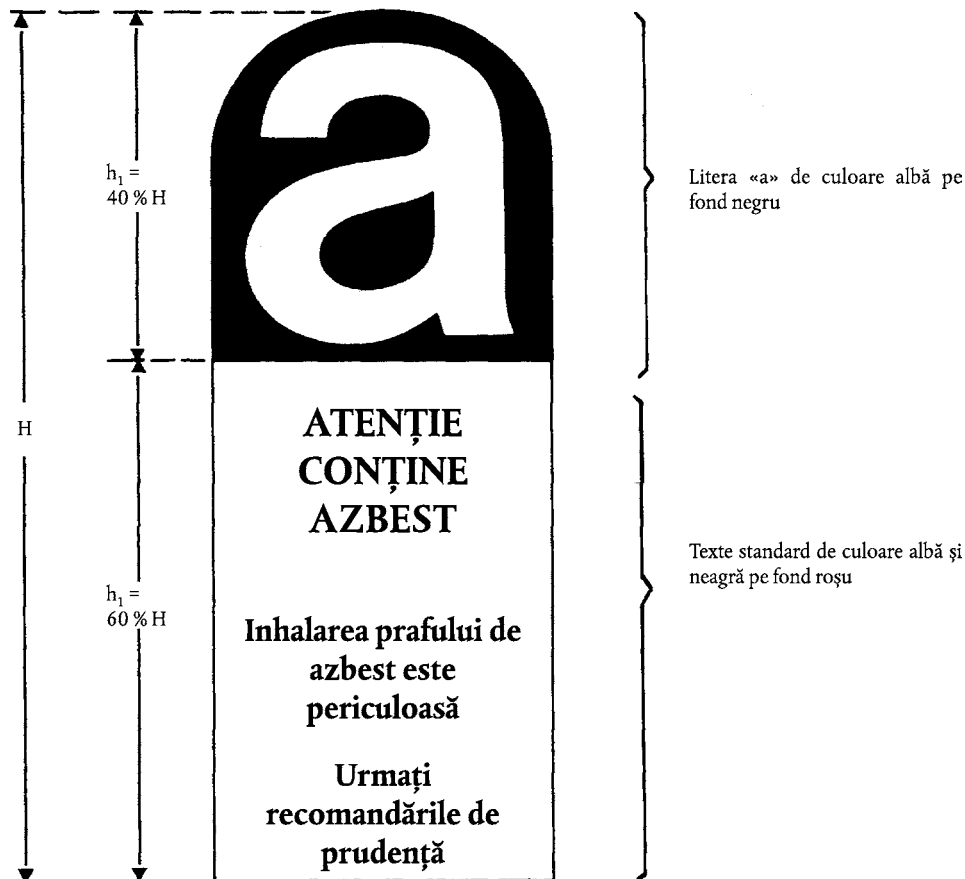 a
h₁ =
40 % H
Litera «a» de culoare albă pe
fond negru
H
ATENȚIE
CONȚINE
AZBEST
h₁ =
60 % H
Texte standard de culoare albă și
neagră pe fond roșu
Inhalarea prafului de
azbest este
periculoasă
Urmați
recomandările de
prudență